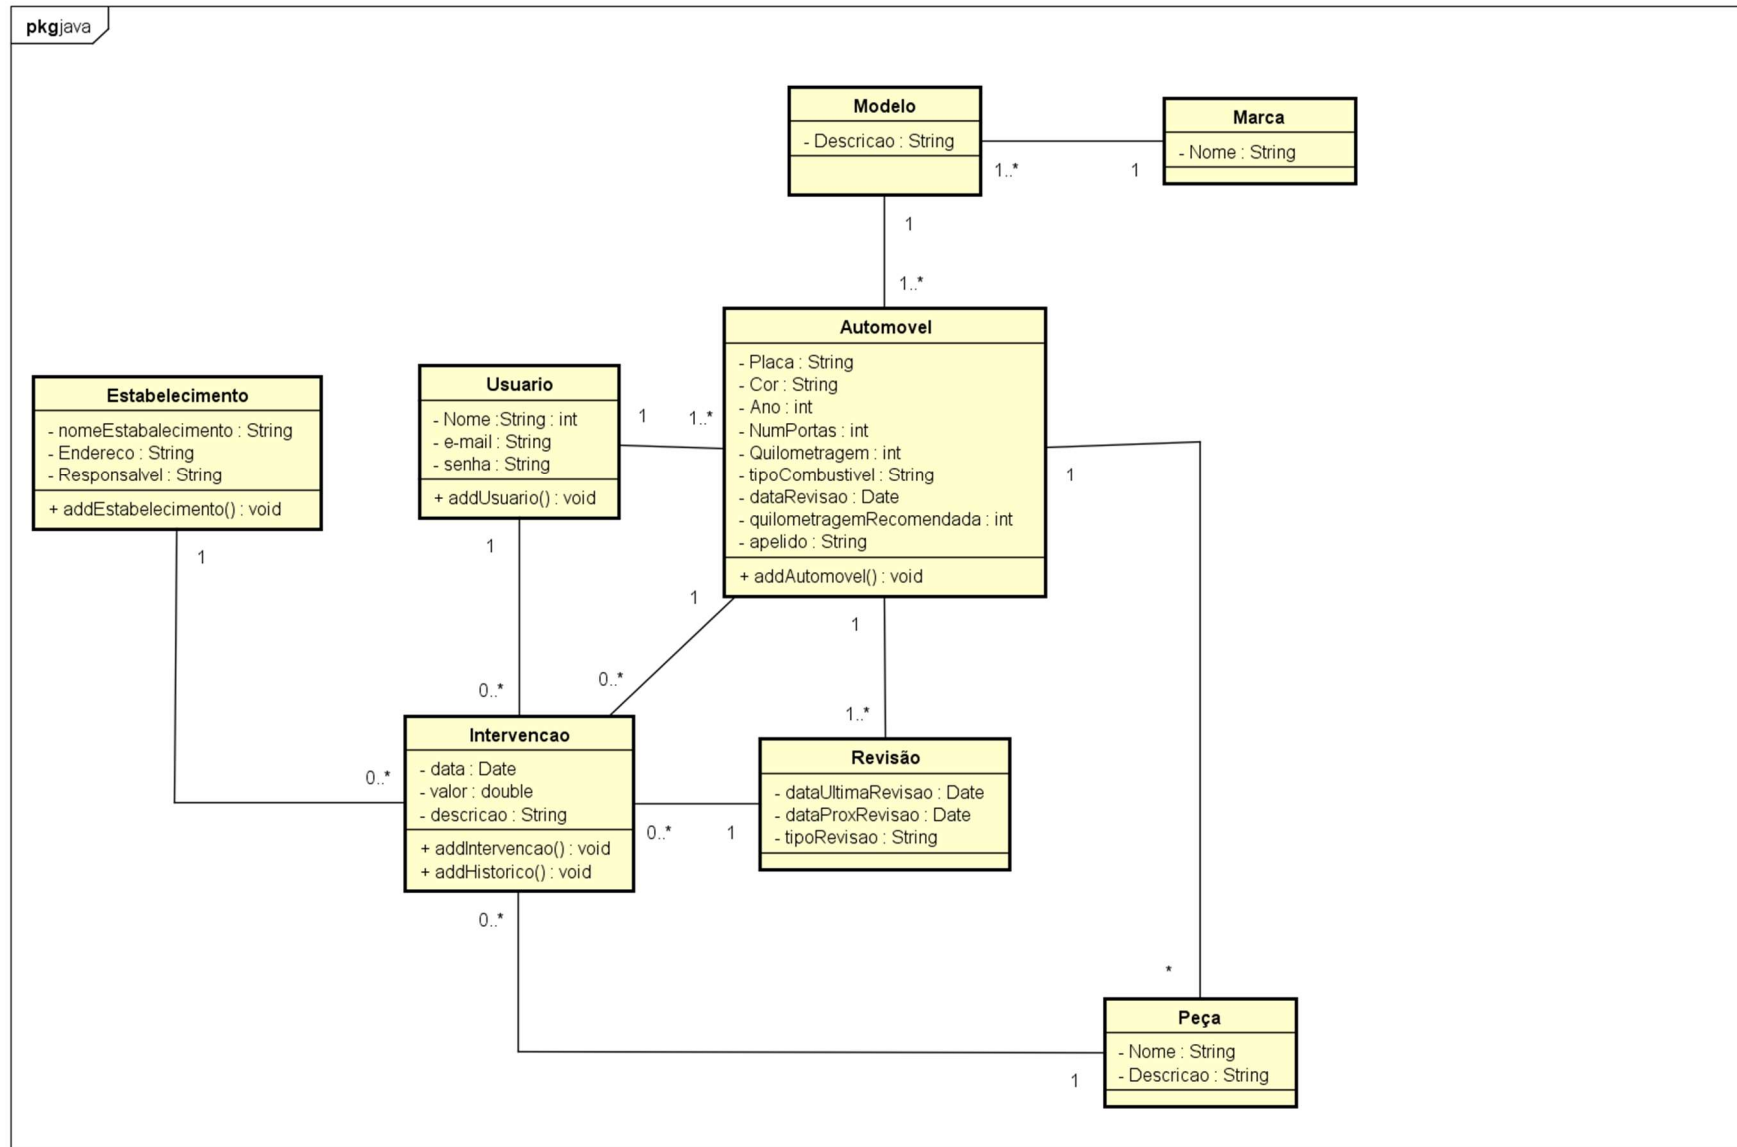 pkg java
Modelo
- Descricao : String
Marca
- Nome : String
1..*
1
1
1..*
Automovel
- Placa : String
- Cor : String
- Ano : int
- NumPortas : int
- Quilometragem : int
- tipoCombustivel : String
- dataRevisao : Date
- quilometragemRecomendada : int
- apelido : String
+ addAutomovel() : void
Estabelecimento
- nomeEstabalecimento : String
- Endereco : String
- Responsalvel : String
+ addEstabelecimento() : void
Usuario
- Nome :String : int
- e-mail : String
- senha : String
+ addUsuario() : void
1
1..*
1
1
1
1
1
0..*
0..*
1..*
0..*
Intervencao
- data : Date
- valor : double
- descricao : String
+ addIntervencao() : void
+ addHistorico() : void
0..*
1
Revisão
- dataUltimaRevisao : Date
- dataProxRevisao : Date
- tipoRevisao : String
0..*
*
Peça
- Nome : String
- Descricao : String
1